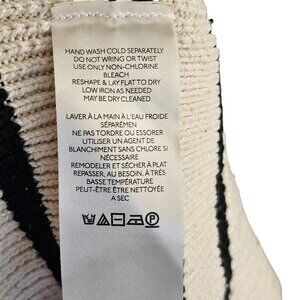 HAND WASH COLD SEPARATELY
DO NOT WRING OR TWIST
USE ONLY NON-CHLORINE
BLEACH
RESHAPE & LAY FLAT TO DRY
LOW IRON AS NEEDED
MAY BE DRY CLEANED
LAVER À LA MAIN À L'EAU FROIDE
SÉPARÉMEN
NE PAS TORDRE OU ESSORER
UTILISER UN AGENT DE
BLANCHIMENT SANS CHLORE SI
NÉCESSAIRE
REMODELER ET SÉCHER À PLAT
REPASSER, AU BESOIN, À TRÈS
BASSE TEMPÉRATURE
PEUT-ÊTRE ÊTRE NETTOYÉE
A SEC
P